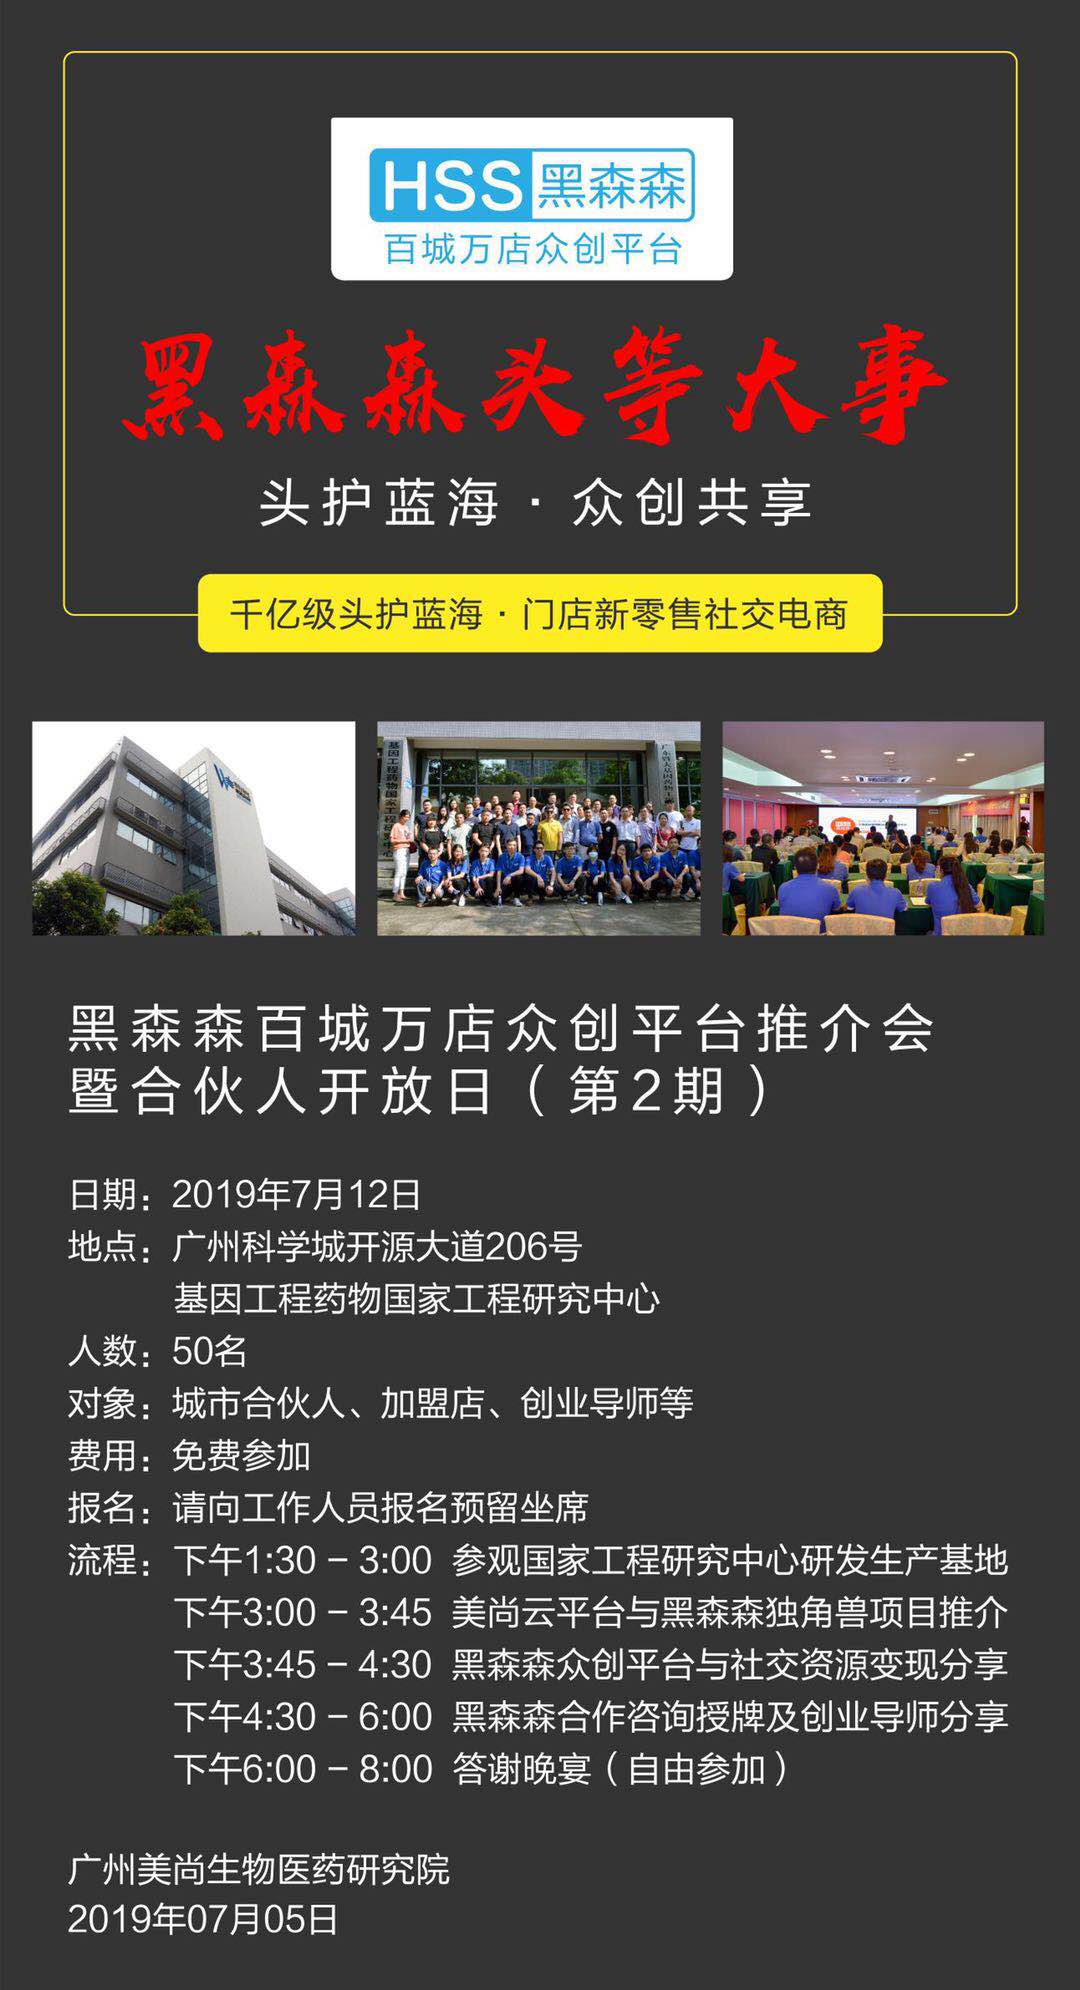 HSS 黑森森
百城万店众创平台
黑森森头等大事
头护蓝海·众创共享
千亿级头护蓝海·门店新零售社交电商
基因工程药物国家工程研究中心
黑森森百城万店众创平台推介会
暨合伙人开放日（第2期）
日期：2019年7月12日
地点：广州科学城开源大道206号
基因工程药物国家工程研究中心
人数：50名
对象：城市合伙人、加盟店、创业导师等
费用：免费参加
报名：请向工作人员报名预留坐席
流程：下午1:30 – 3:00 参观国家工程研究中心研发生产基地
下午3:00 – 3:45 美尚云平台与黑森森独角兽项目推介
下午3:45 – 4:30 黑森森众创平台与社交资源变现分享
下午4:30 – 6:00 黑森森合作咨询授牌及创业导师分享
下午6:00 – 8:00 答谢晚宴（自由参加）
广州美尚生物医药研究院
2019年07月05日